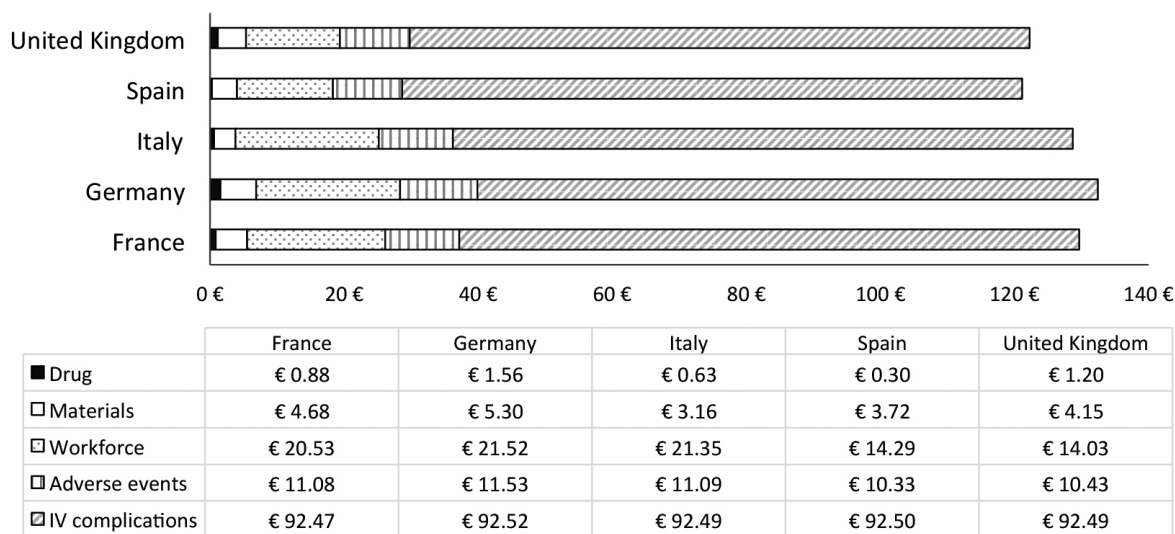 United Kingdom
Spain
Italy
Germany
France
0 € 20 € 40 € 60 € 80 € 100 € 120 € 140 €
France Germany Italy Spain United Kingdom
Drug € 0.88 € 1.56 € 0.63 € 0.30 € 1.20
Materials € 4.68 € 5.30 € 3.16 € 3.72 € 4.15
Workforce € 20.53 € 21.52 € 21.35 € 14.29 € 14.03
Adverse events € 11.08 € 11.53 € 11.09 € 10.33 € 10.43
IV complications € 92.47 € 92.52 € 92.49 € 92.50 € 92.49